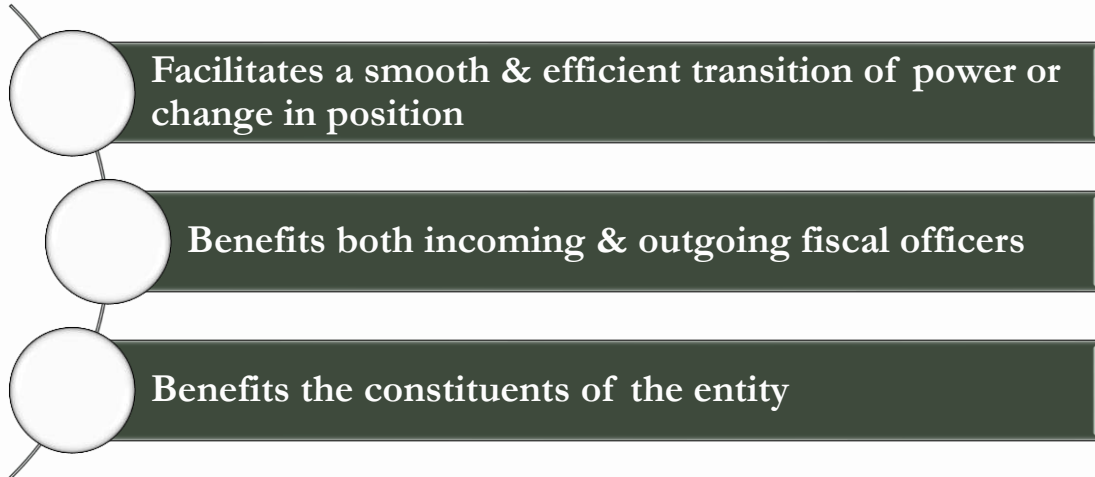 Facilitates a smooth & efficient transition of power or
change in position
Benefits both incoming & outgoing fiscal officers
Benefits the constituents of the entity